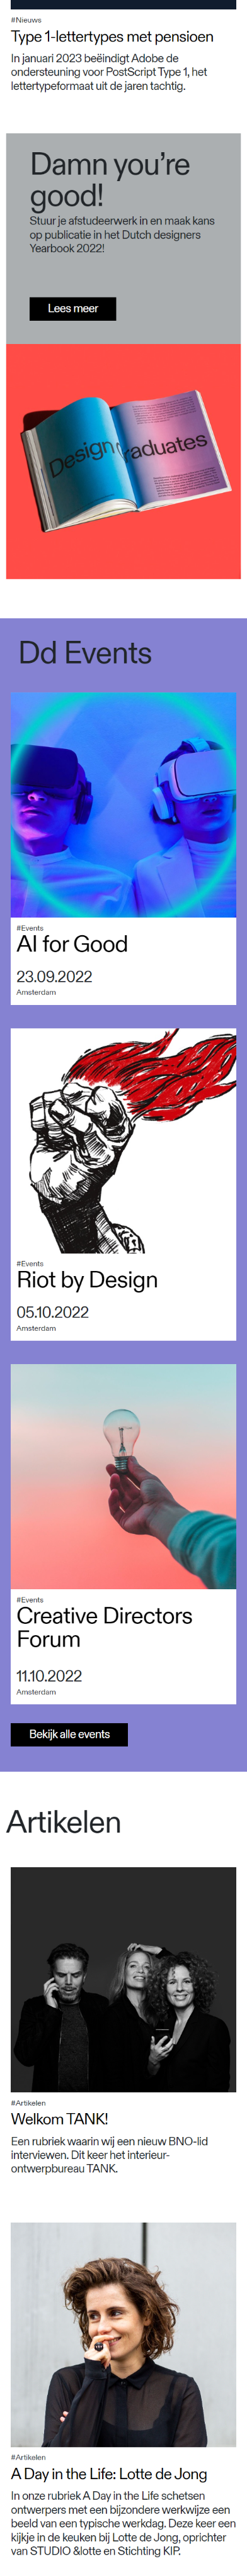 #Nieuws
Type 1-lettertypes met pensioen
In januari 2023 beëindigt Adobe de
ondersteuning voor PostScript Type 1, het
lettertypeformaat uit de jaren tachtig.
Damn you're
good!
Stuur je afstudeerwerk in en maak kans
op publicatie in het Dutch designers
Yearbook 2022!
Lees meer
Design
raduates
Dd Events
#Events
AI for Good
23.09.2022
Amsterdam
#Events
Riot by Design
05.10.2022
Amsterdam
#Events
Creative Directors
Forum
11.10.2022
Amsterdam
Bekijk alle events
Artikelen
#Artikelen
Welkom TANK!
Een rubriek waarin wij een nieuw BNO-lid
interviewen. Dit keer het interieur-
ontwerpbureau TANK.
#Artikelen
A Day in the Life: Lotte de Jong
In onze rubriek A Day in the Life schetsen
ontwerpers met een bijzondere werkwijze een
beeld van een typische werkdag. Deze keer een
kijkje in de keuken bij Lotte de Jong, oprichter
van STUDIO &lotte en Stichting KIP.